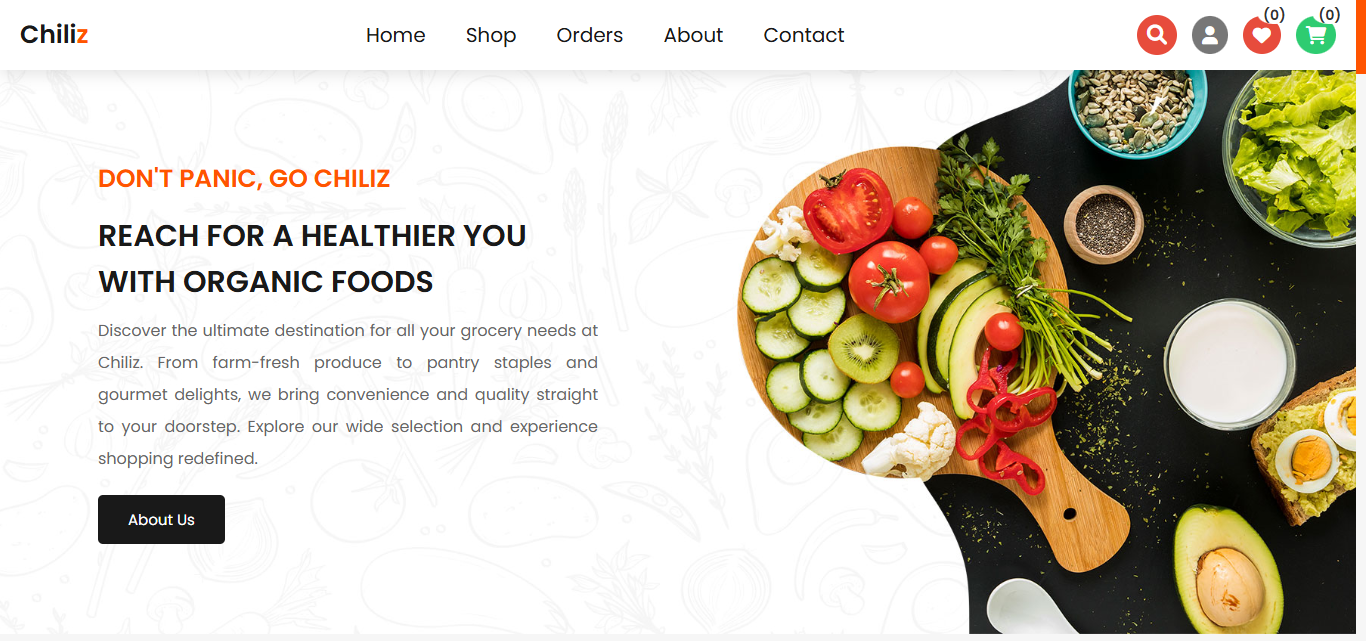 Chiliz
Home Shop Orders About Contact
(0) (0)
DON'T PANIC, GO CHILIZ
REACH FOR A HEALTHIER YOU
WITH ORGANIC FOODS
Discover the ultimate destination for all your grocery needs at
Chiliz. From farm-fresh produce to pantry staples and
gourmet delights, we bring convenience and quality straight
to your doorstep. Explore our wide selection and experience
shopping redefined.
About Us